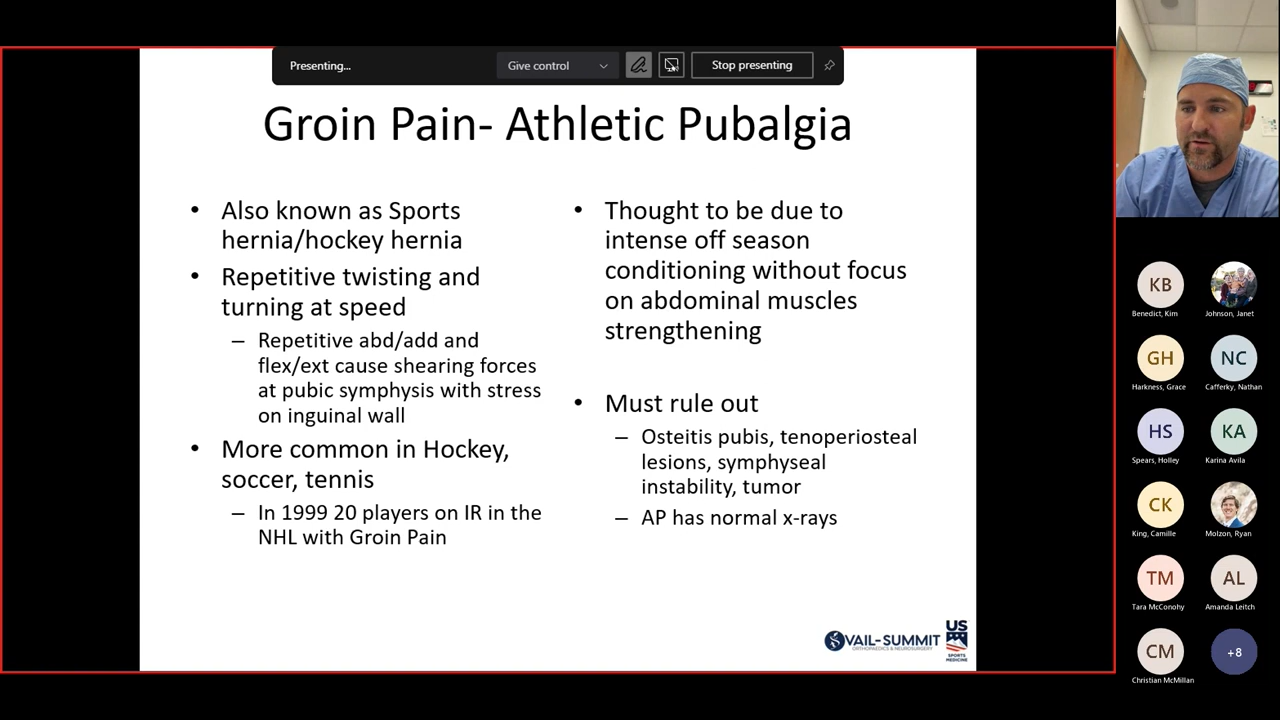 Presenting...
Give control
Stop presenting
Groin Pain- Athletic Pubalgia
• Also known as Sports
hernia/hockey hernia
• Repetitive twisting and
turning at speed
– Repetitive abd/add and
flex/ext cause shearing forces
at pubic symphysis with stress
on inguinal wall
• More common in Hockey,
soccer, tennis
– In 1999 20 players on IR in the
NHL with Groin Pain
• Thought to be due to
intense off season
conditioning without focus
on abdominal muscles
strengthening
• Must rule out
– Osteitis pubis, tenoperiosteal
lesions, symphyseal
instability, tumor
– AP has normal x-rays
VAIL-SUMMIT
ORTHOPAEDICS & NEUROSURGERY
US
SPORTS
MEDICINE
KB
Benedict, Kim
Johnson, Janet
GH
Harkness, Grace
NC
Cafferky, Nathan
HS
Spears, Holley
KA
Karina Avila
CK
King, Camille
Molzon, Ryan
TM
Tara McConohy
AL
Amanda Leitch
CM
Christian McMillan
+8